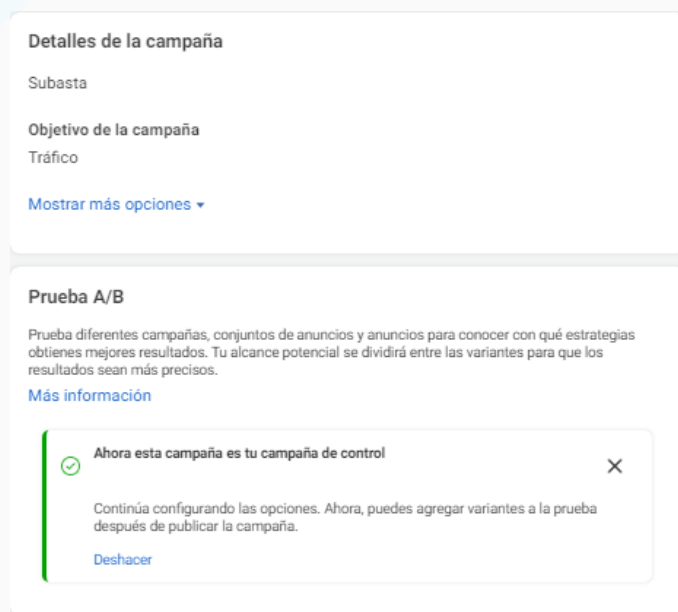 Detalles de la campaña
Subasta
Objetivo de la campaña
Tráfico
Mostrar más opciones
Prueba A/B
Prueba diferentes campañas, conjuntos de anuncios y anuncios para conocer con qué estrategias
obtienes mejores resultados. Tu alcance potencial se dividirá entre las variantes para que los
resultados sean más precisos.
Más información
Ahora esta campaña es tu campaña de control
Continúa configurando las opciones. Ahora, puedes agregar variantes a la prueba
después de publicar la campaña.
Deshacer